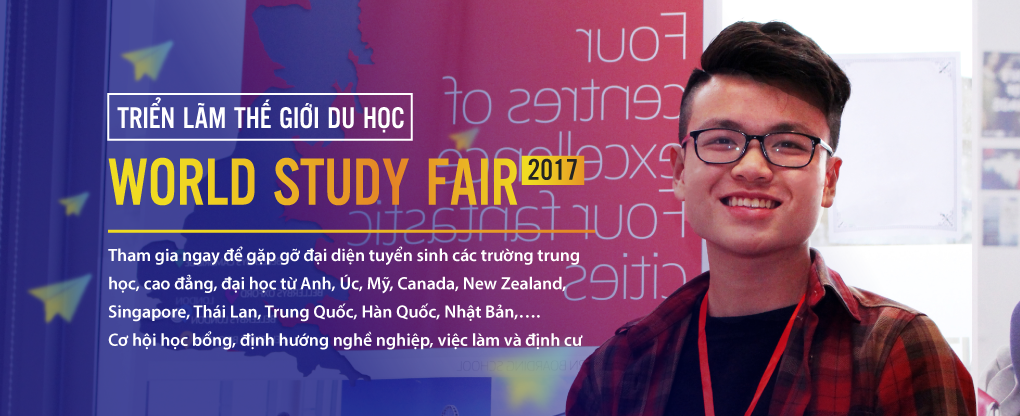 TRIỂN LÃM THẾ GIỚI DU HỌC
WORLD STUDY FAIR 2017
Tham gia ngay để gặp gỡ đại diện tuyển sinh các trường trung
học, cao đẳng, đại học từ Anh, Úc, Mỹ, Canada, New Zealand,
Singapore, Thái Lan, Trung Quốc, Hàn Quốc, Nhật Bản,....
Cơ hội học bổng, định hướng nghề nghiệp, việc làm và định cư
Four
centres of
excellence
Four fantastic
cities